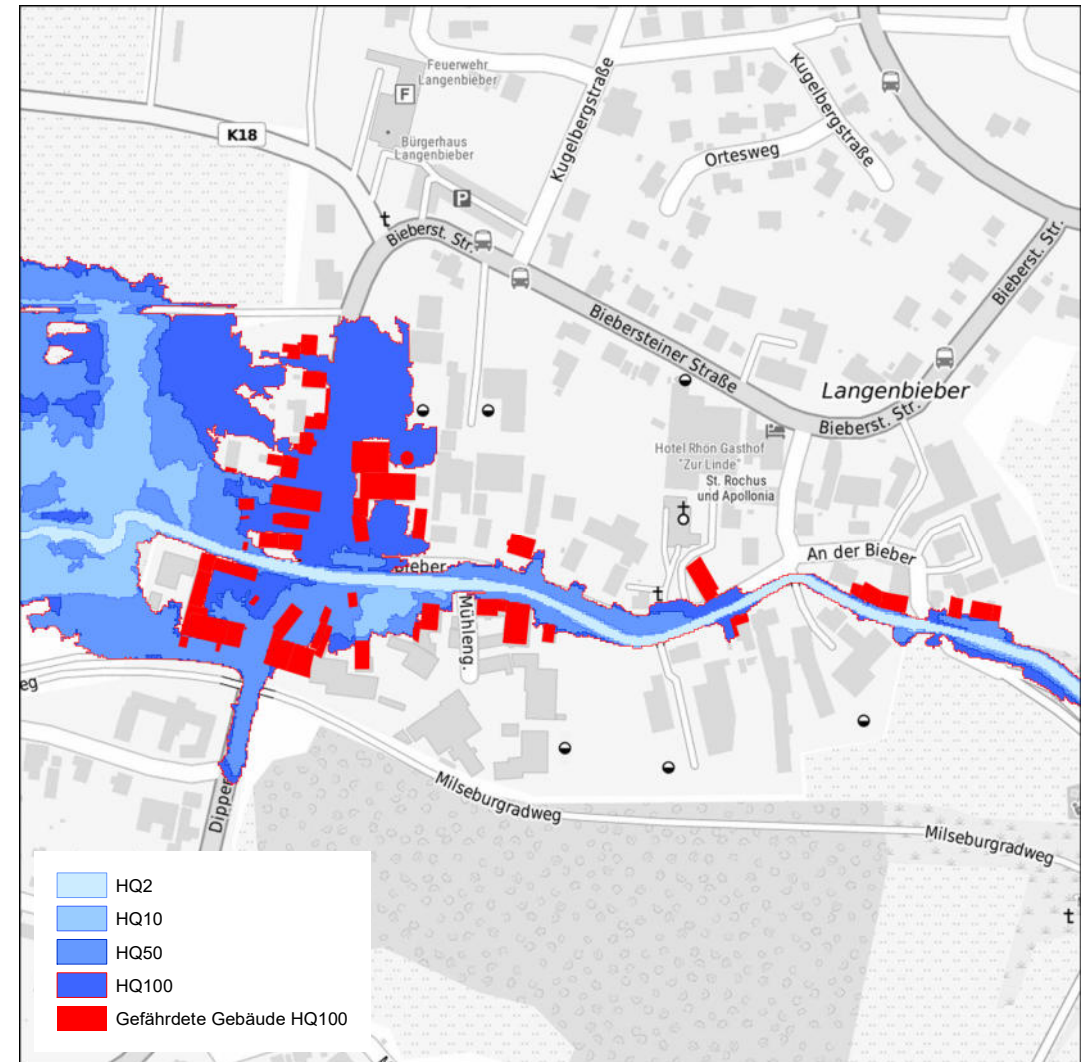 Feuerwehr
Langenbieber
F
K18
Bürgerhaus
Langenbieber
P
Kugelbergstraße
Kugelbergstraße
Ortesweg
Bieberst. Str.
Bieberst. Str.
Biebersteiner Straße
Langenbieber
Bieberst. Str.
Hotel Rhön Gasthof
"Zur Linde"
St. Rochus
und Apollonia
An der Bieber
Bieber
Mühleng.
eg
Dipper
Milseburgradweg
Milseburgradweg
HQ2
HQ10
HQ50
HQ100
Gefährdete Gebäude HQ100